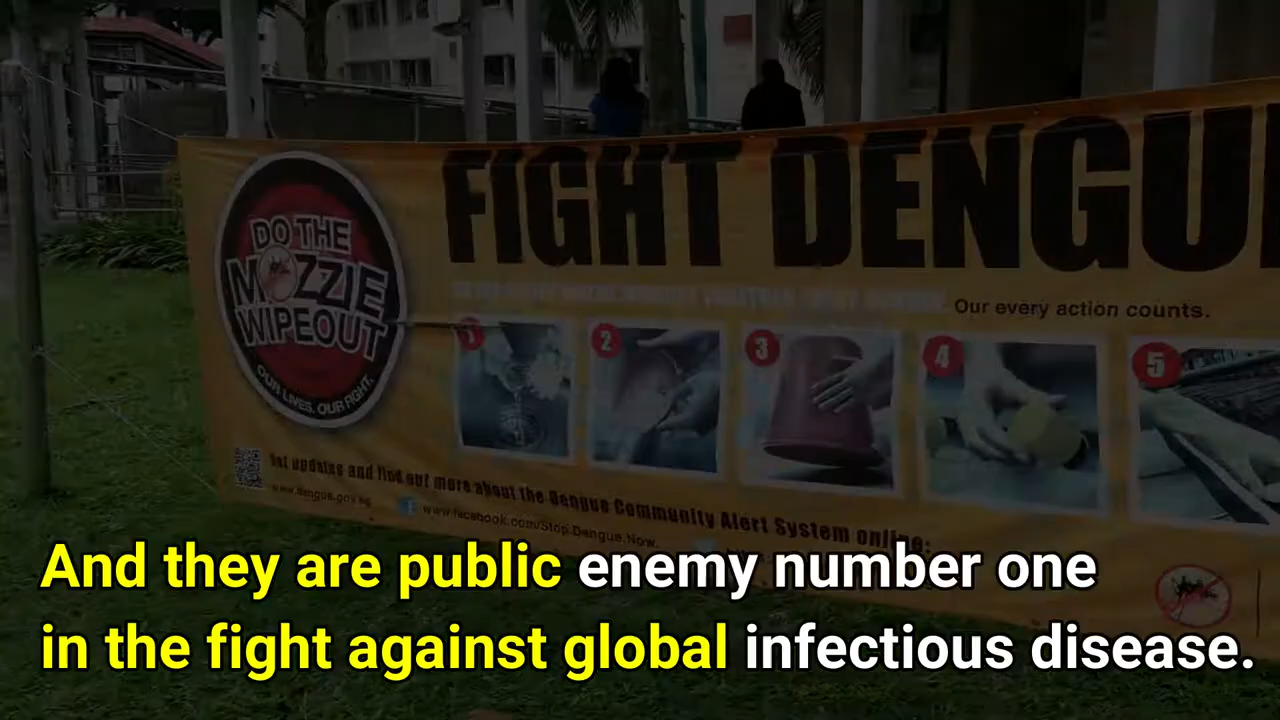 FIGHT DENGU
DO THE
MOZZIE
WIPEOUT
OUR LIVES. OUR FIGHT.
Our every action counts.
1
2
3
4
5
Get updates and find out more about the Dengue Community Alert System online:
www.dengue.gov.sg
www.facebook.com/Stop.Dengue.Now.
And they are public enemy number one
in the fight against global infectious disease.